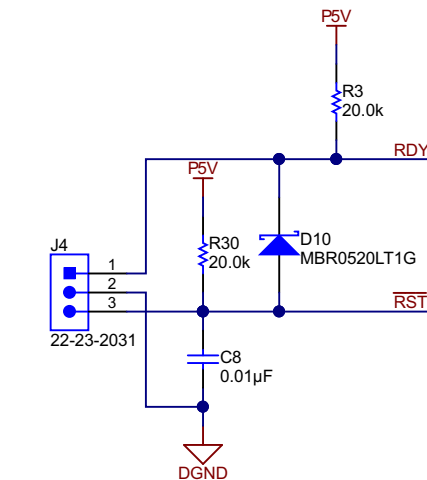 P5V
R3
20.0k
RDY
P5V
J4
R30
20.0k
D10
MBR0520LT1G
1
2
3
RST
22-23-2031
C8
0.01µF
DGND